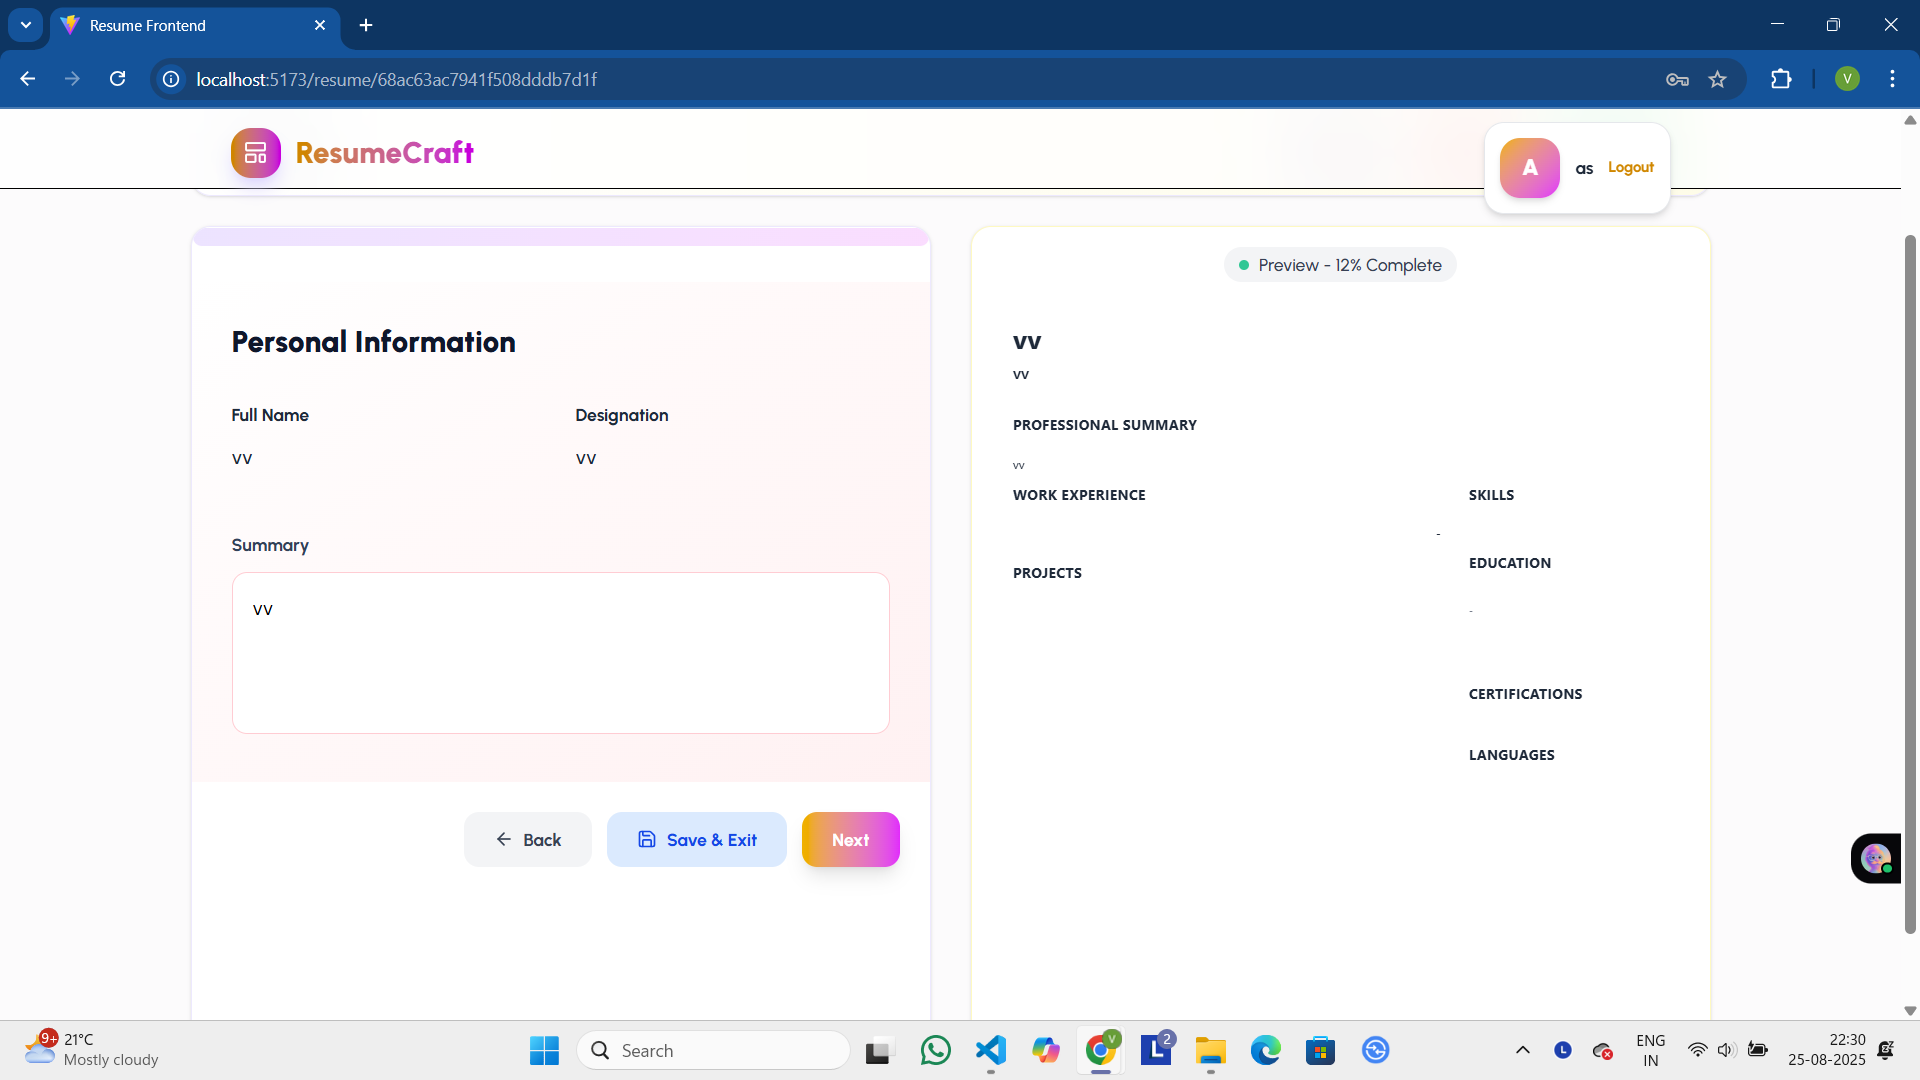 Resume Frontend
localhost:5173/resume/68ac63ac7941f508dddb7d1f
V
ResumeCraft
A as Logout
Preview - 12% Complete
Personal Information
Full Name
Designation
vv
vv
Summary
vv
Back
Save & Exit
Next
vv
vv
PROFESSIONAL SUMMARY
vv
WORK EXPERIENCE
-
PROJECTS
SKILLS
EDUCATION
-
CERTIFICATIONS
LANGUAGES
9+
21°C
Mostly cloudy
Search
V
L
2
L
ENG
IN
22:30
25-08-2025